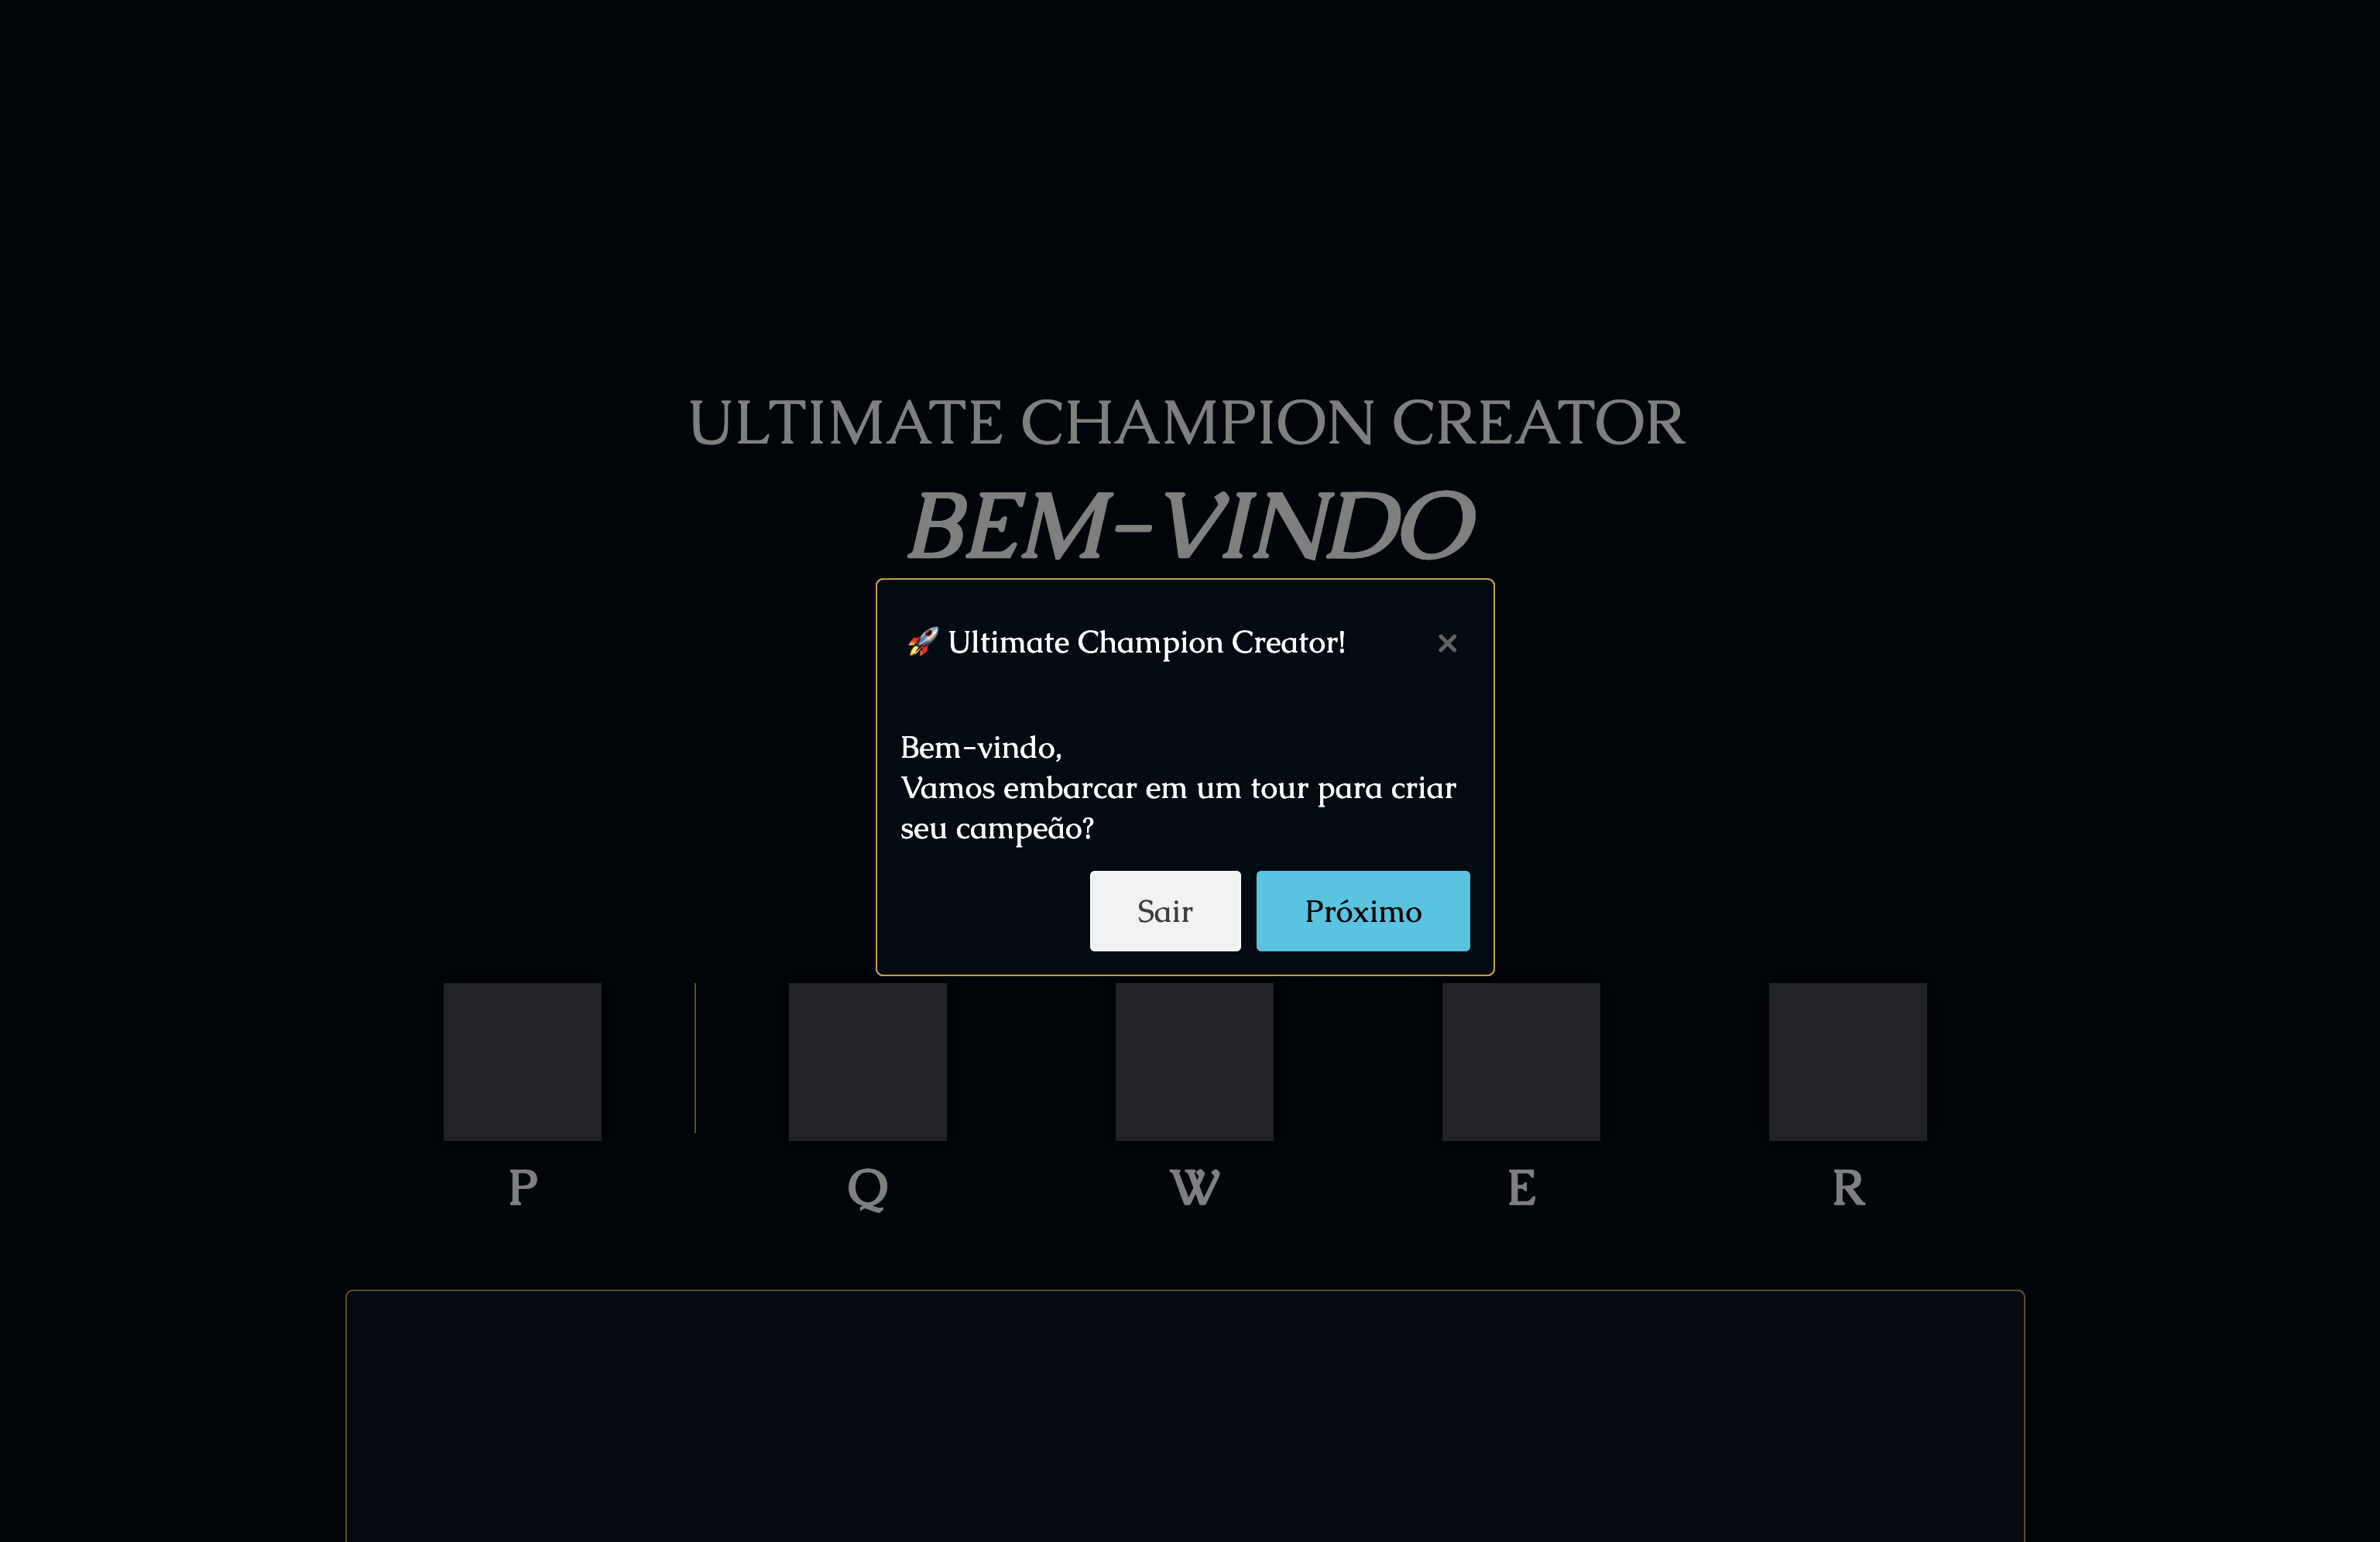 ULTIMATE CHAMPION CREATOR
BEM-VINDO
🚀 Ultimate Champion Creator!
Bem-vindo,
Vamos embarcar em um tour para criar
seu campeão?
Sair
Próximo
P
Q
W
E
R